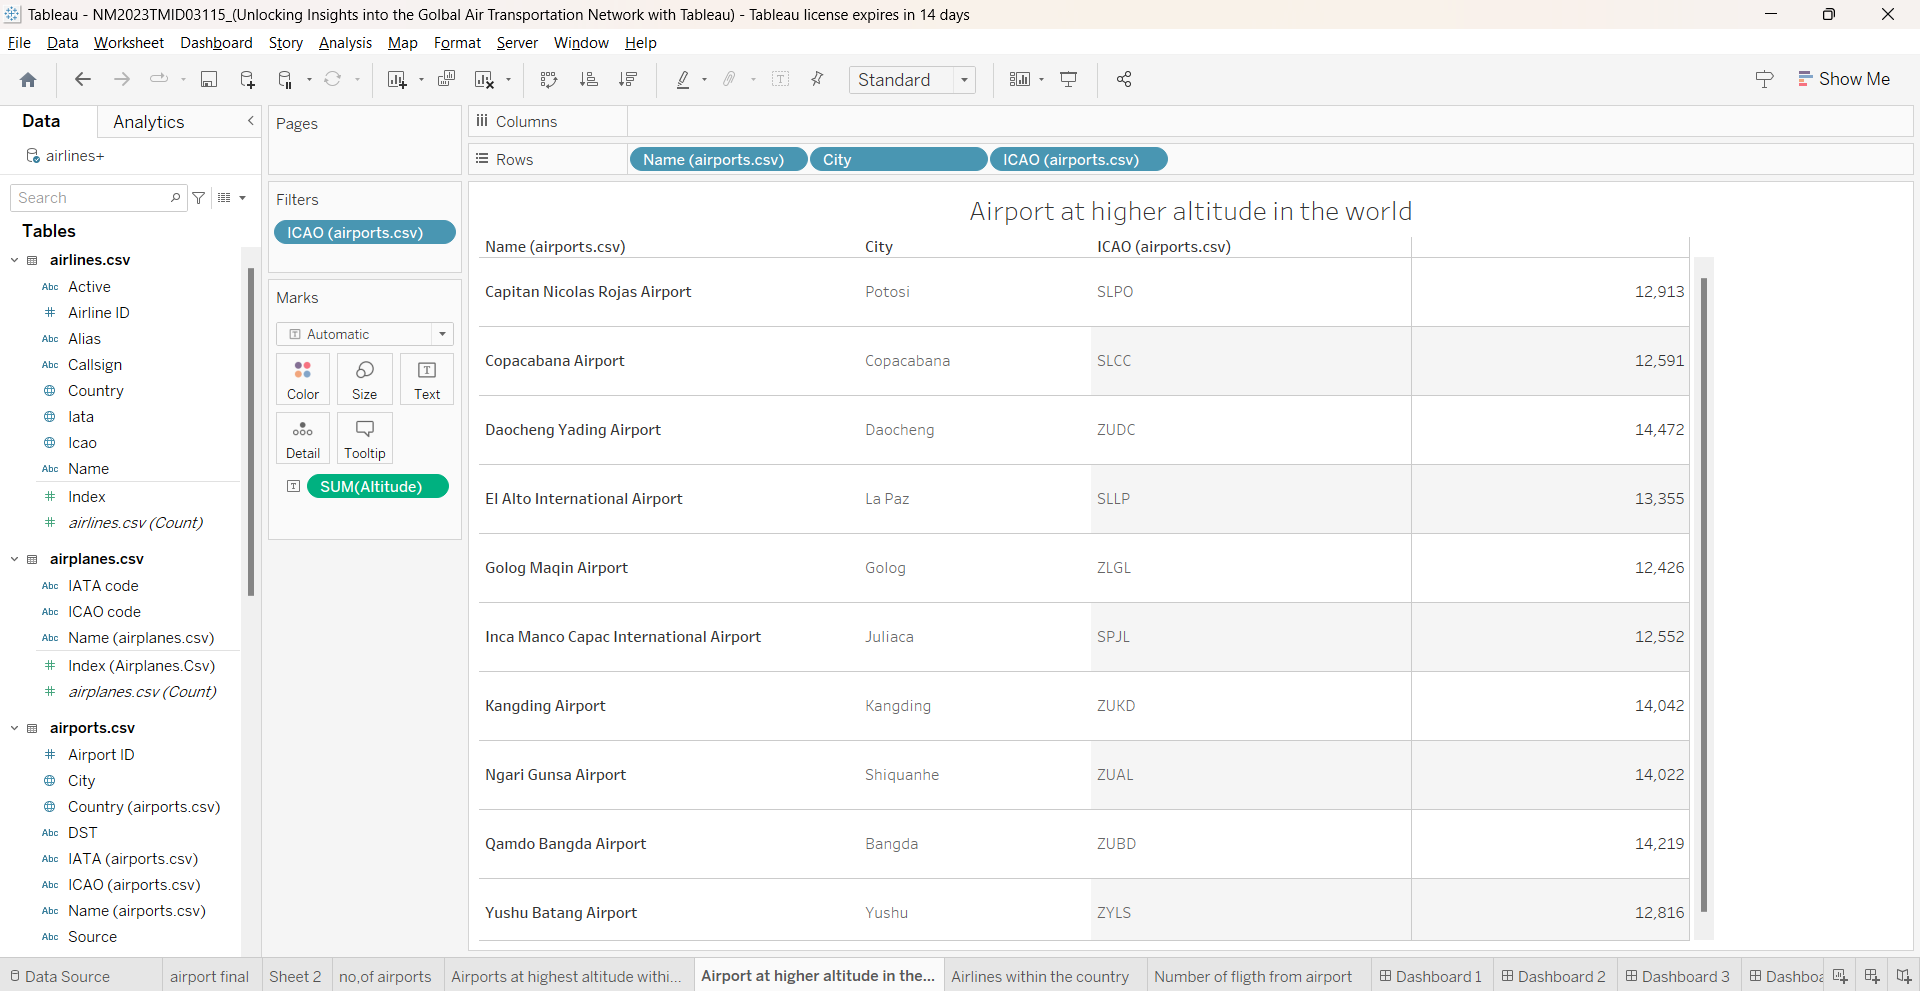 Tableau - NM2023TMID03115_(Unlocking Insights into the Golbal Air Transportation Network with Tableau) - Tableau license expires in 14 days
File Data Worksheet Dashboard Story Analysis Map Format Server Window Help
Standard
Show Me
Data Analytics
airlines+
Search
Tables
airlines.csv
Abc Active
# Airline ID
Abc Alias
Abc Callsign
Country
Iata
Icao
Abc Name
# Index
# airlines.csv (Count)
airplanes.csv
Abc IATA code
Abc ICAO code
Abc Name (airplanes.csv)
# Index (Airplanes.Csv)
# airplanes.csv (Count)
airports.csv
# Airport ID
City
Country (airports.csv)
Abc DST
Abc IATA (airports.csv)
Abc ICAO (airports.csv)
Abc Name (airports.csv)
Abc Source
Pages
Filters
ICAO (airports.csv)
Marks
T Automatic
Color Size Text
Detail Tooltip
T SUM(Altitude)
Columns
Rows Name (airports.csv) City ICAO (airports.csv)
Airport at higher altitude in the world
Name (airports.csv) City ICAO (airports.csv)
Capitan Nicolas Rojas Airport Potosi SLPO 12,913
Copacabana Airport Copacabana SLCC 12,591
Daocheng Yading Airport Daocheng ZUDC 14,472
El Alto International Airport La Paz SLLP 13,355
Golog Maqin Airport Golog ZLGL 12,426
Inca Manco Capac International Airport Juliaca SPJL 12,552
Kangding Airport Kangding ZUKD 14,042
Ngari Gunsa Airport Shiquanhe ZUAL 14,022
Qamdo Bangda Airport Bangda ZUBD 14,219
Yushu Batang Airport Yushu ZYLS 12,816
Data Source airport final Sheet 2 no,of airports Airports at highest altitude withi... Airport at higher altitude in the... Airlines within the country Number of fligth from airport Dashboard 1 Dashboard 2 Dashboard 3 Dashboa